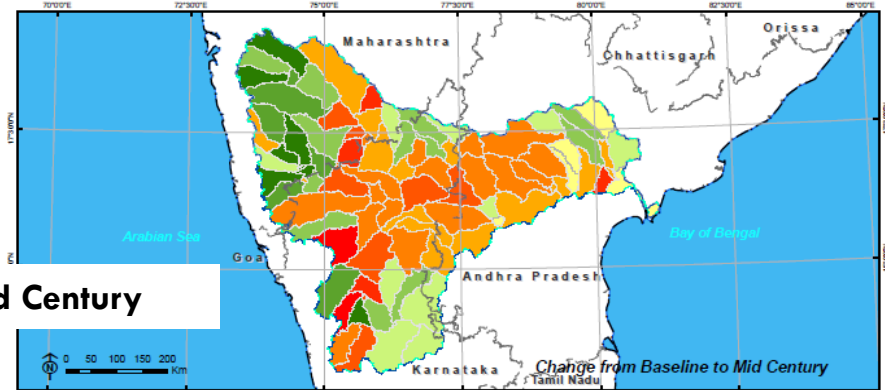 70°0'0"E 72°30'0"E 75°0'0"E 77°30'0"E 80°0'0"E 82°30'0"E 85°0'0"E
Orissa
Maharashtra
Chhattisgarh
Arabian Sea
Bay of Bengal
Goa
Andhra Pradesh
d Century
0 50 100 150 200
Km
N
Karnataka
Change from Baseline to Mid Century
Tamil Nadu